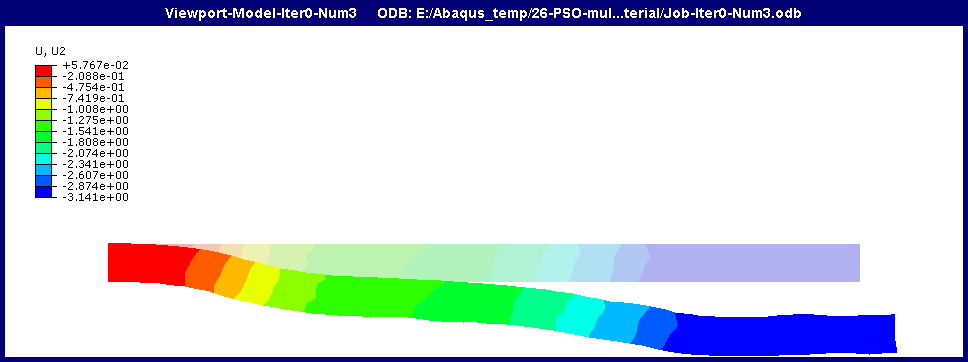 Viewport-Model-Iter0-Num3 ODB: E:/Abaqus_temp/26-PSO-mul...terial/Job-Iter0-Num3.odb
U, U2
+5.767e-02
-2.088e-01
-4.754e-01
-7.419e-01
-1.008e+00
-1.275e+00
-1.541e+00
-1.808e+00
-2.074e+00
-2.341e+00
-2.607e+00
-2.874e+00
-3.141e+00